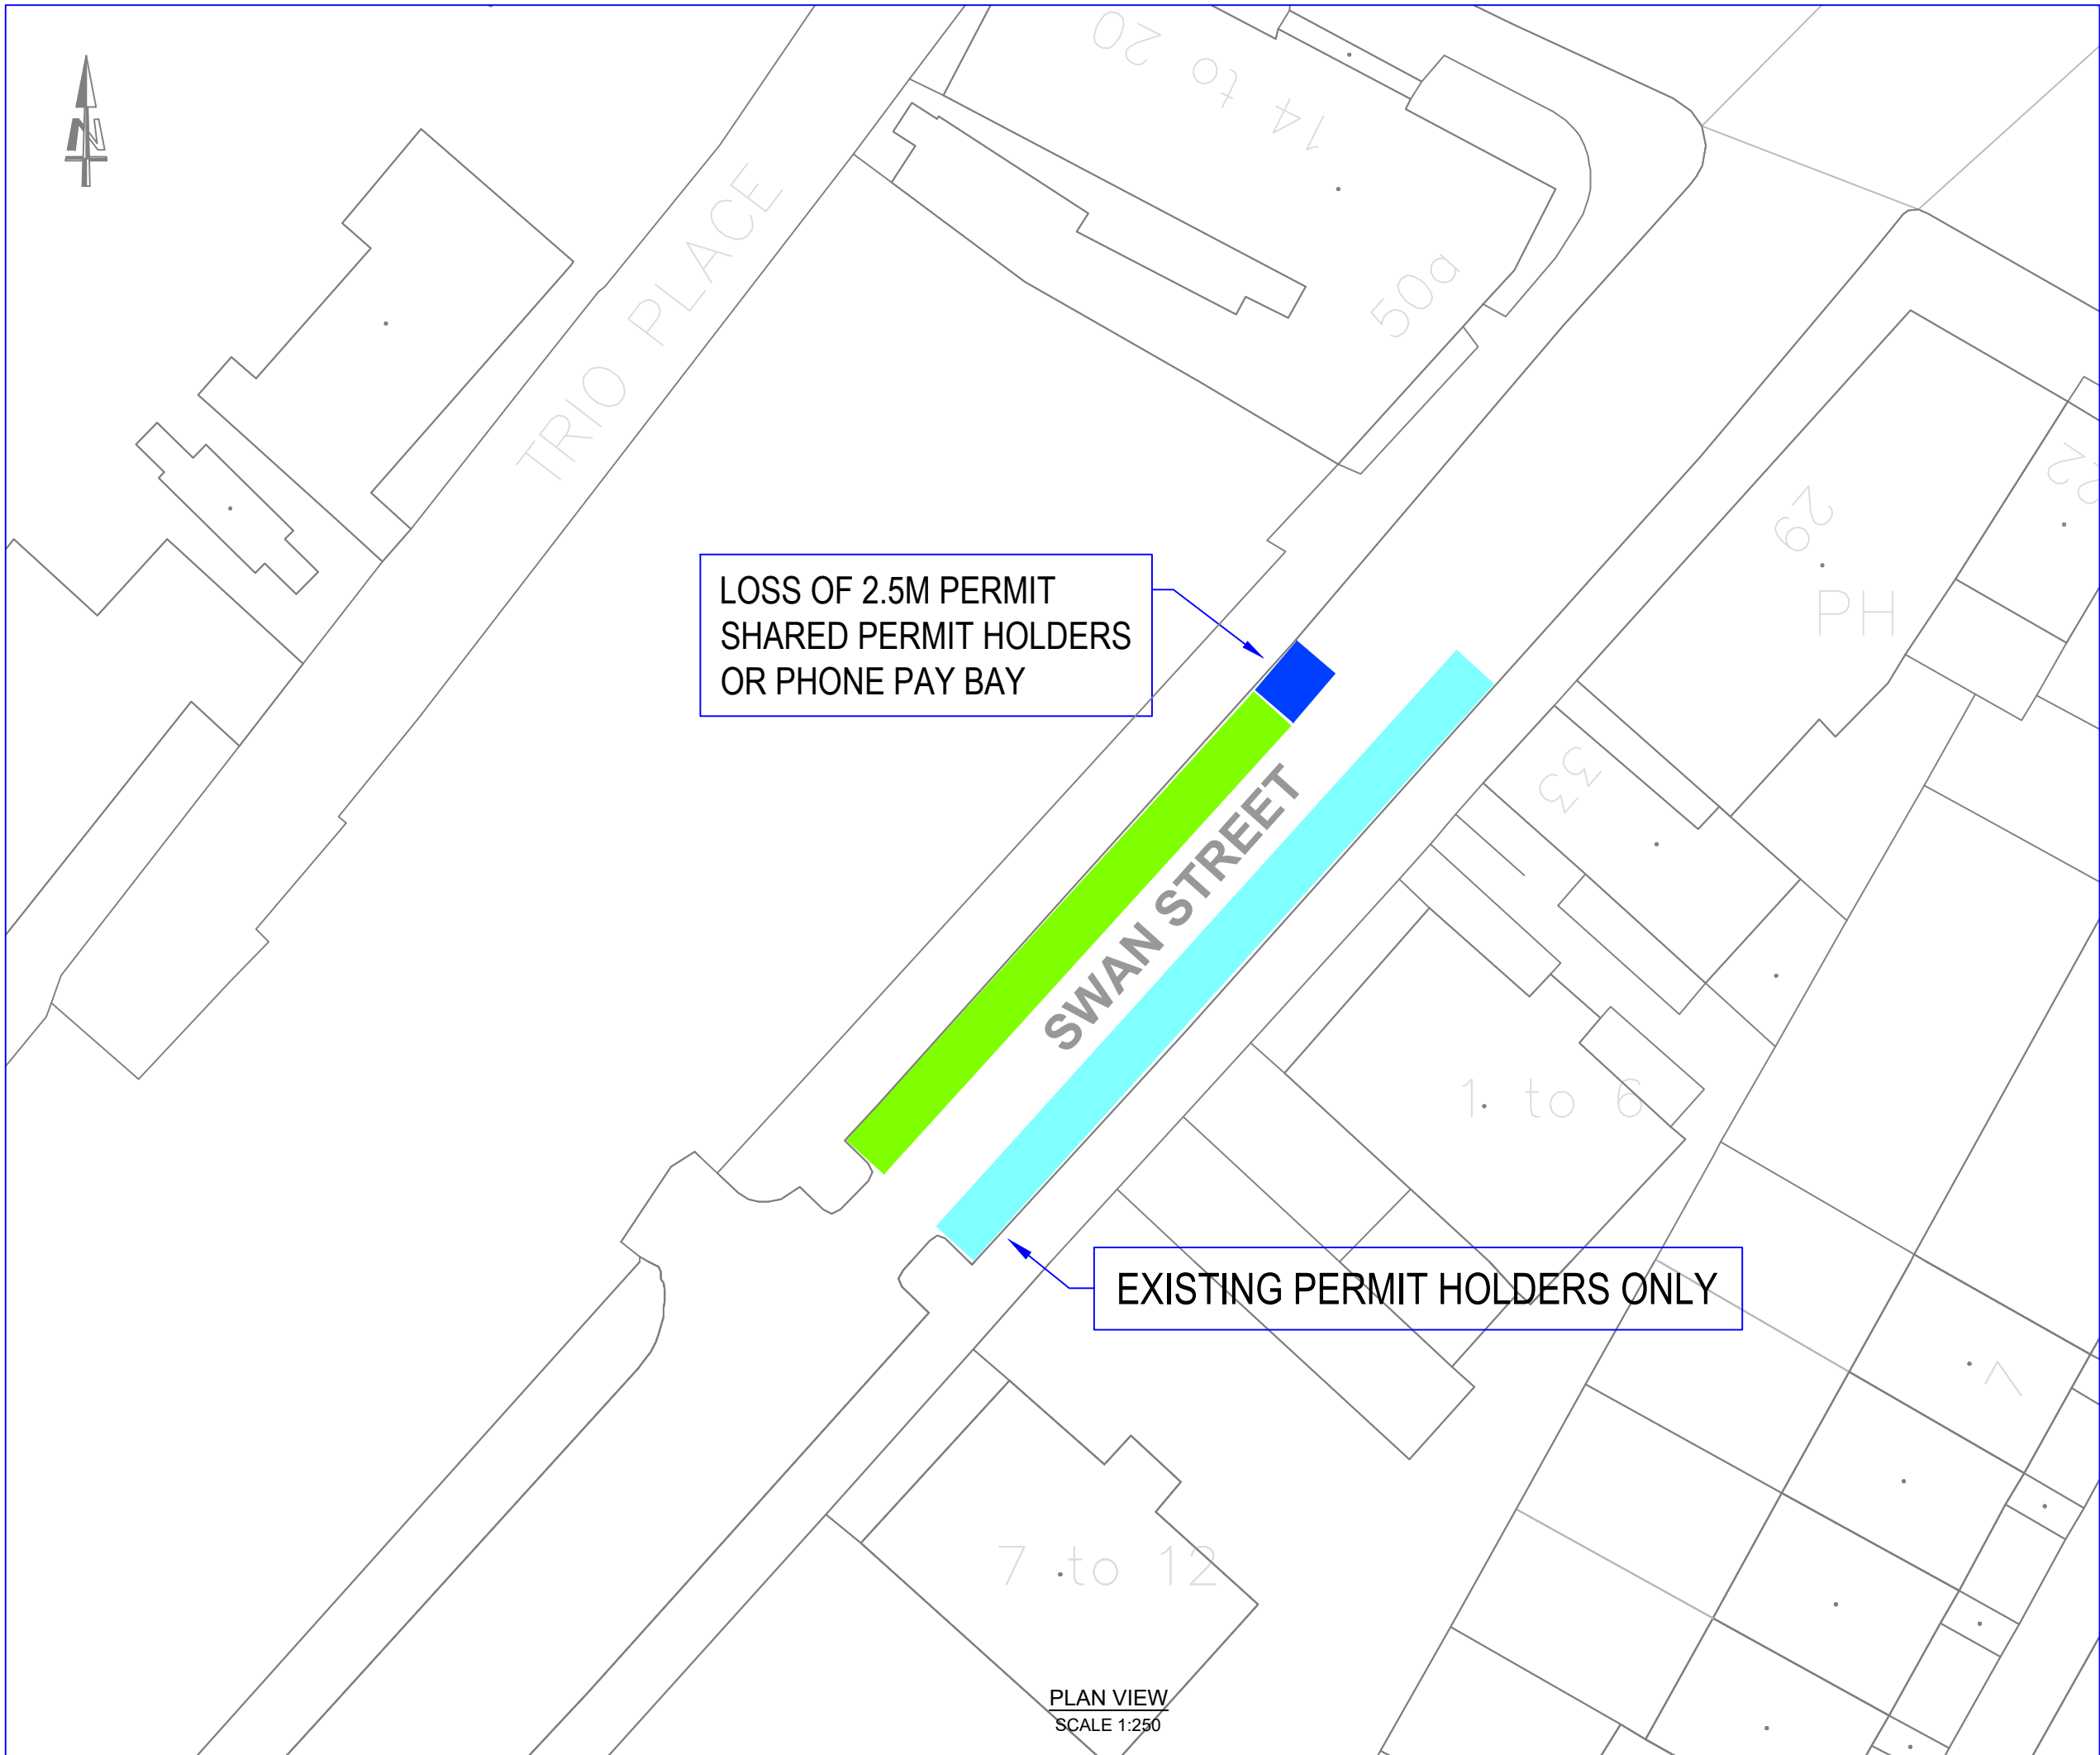 N
14 to 20
TRIO PLACE
50a
22
29
PH
LOSS OF 2.5M PERMIT
SHARED PERMIT HOLDERS
OR PHONE PAY BAY
33
SWAN STREET
1 to 6
EXISTING PERMIT HOLDERS ONLY
7
7 to 12
PLAN VIEW
SCALE 1:250